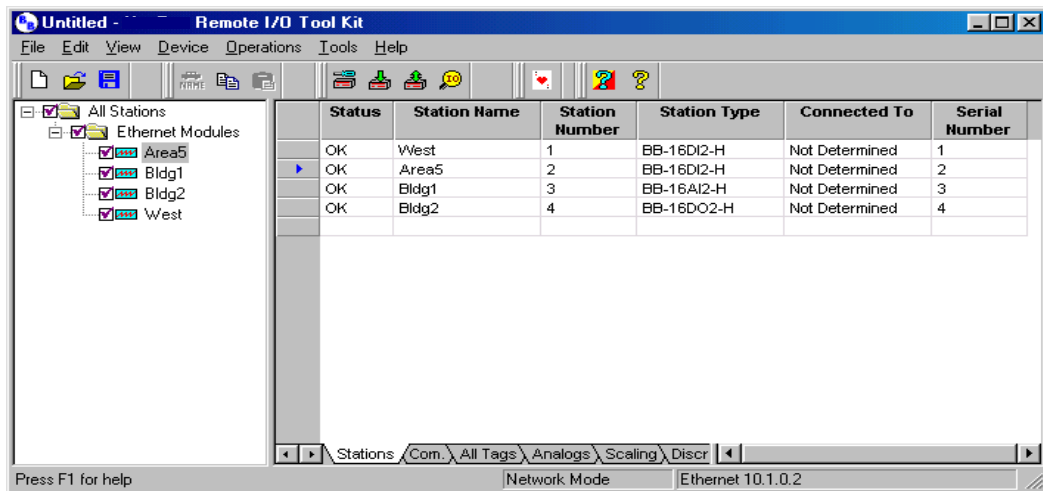 Untitled - Remote I/O Tool Kit
File Edit View Device Operations Tools Help
NAME
IO
All Stations
Ethernet Modules
Area5
Bldg1
Bldg2
West
Status Station Name Station Number Station Type Connected To Serial Number
OK West 1 BB-16DI2-H Not Determined 1
OK Area5 2 BB-16DI2-H Not Determined 2
OK Bldg1 3 BB-16AI2-H Not Determined 3
OK Bldg2 4 BB-16DO2-H Not Determined 4
Stations Com. All Tags Analogs Scaling Discr
Press F1 for help Network Mode Ethernet 10.1.0.2